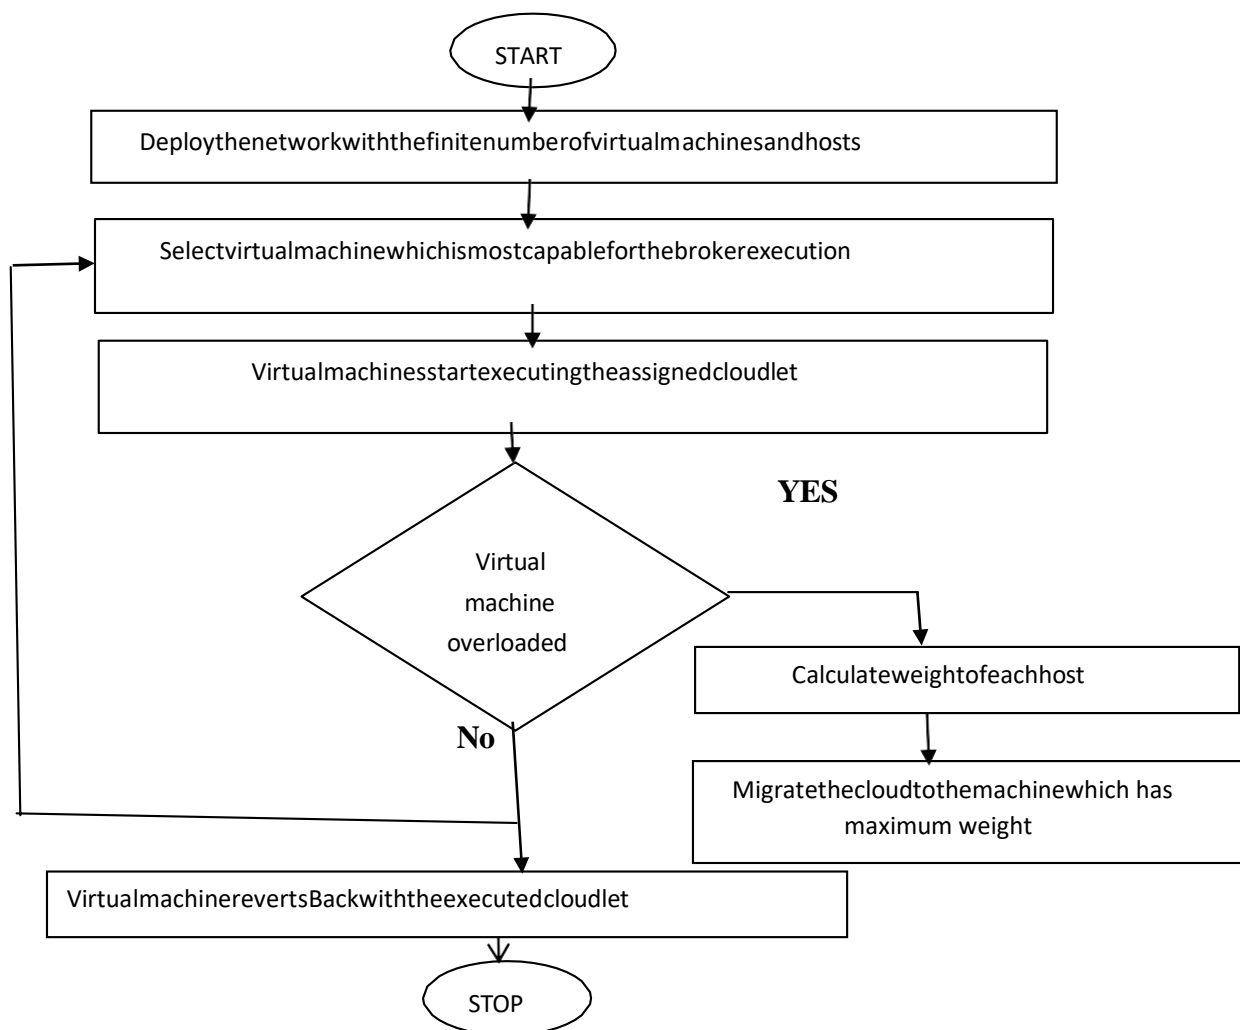 START
Deploythenetworkwiththefinitenumberofvirtualmachinesandhosts
Selectvirtualmachinewhichismostcapableforthebrokerexecution
Virtualmachinesstartexecutingtheassignedcloudlet
YES
Virtual
machine
overloaded
Calculateweightofeachhost
No
Migratethecloudtothemachinewhich has
maximum weight
VirtualmachinerevertsBackwiththeexecutedcloudlet
STOP